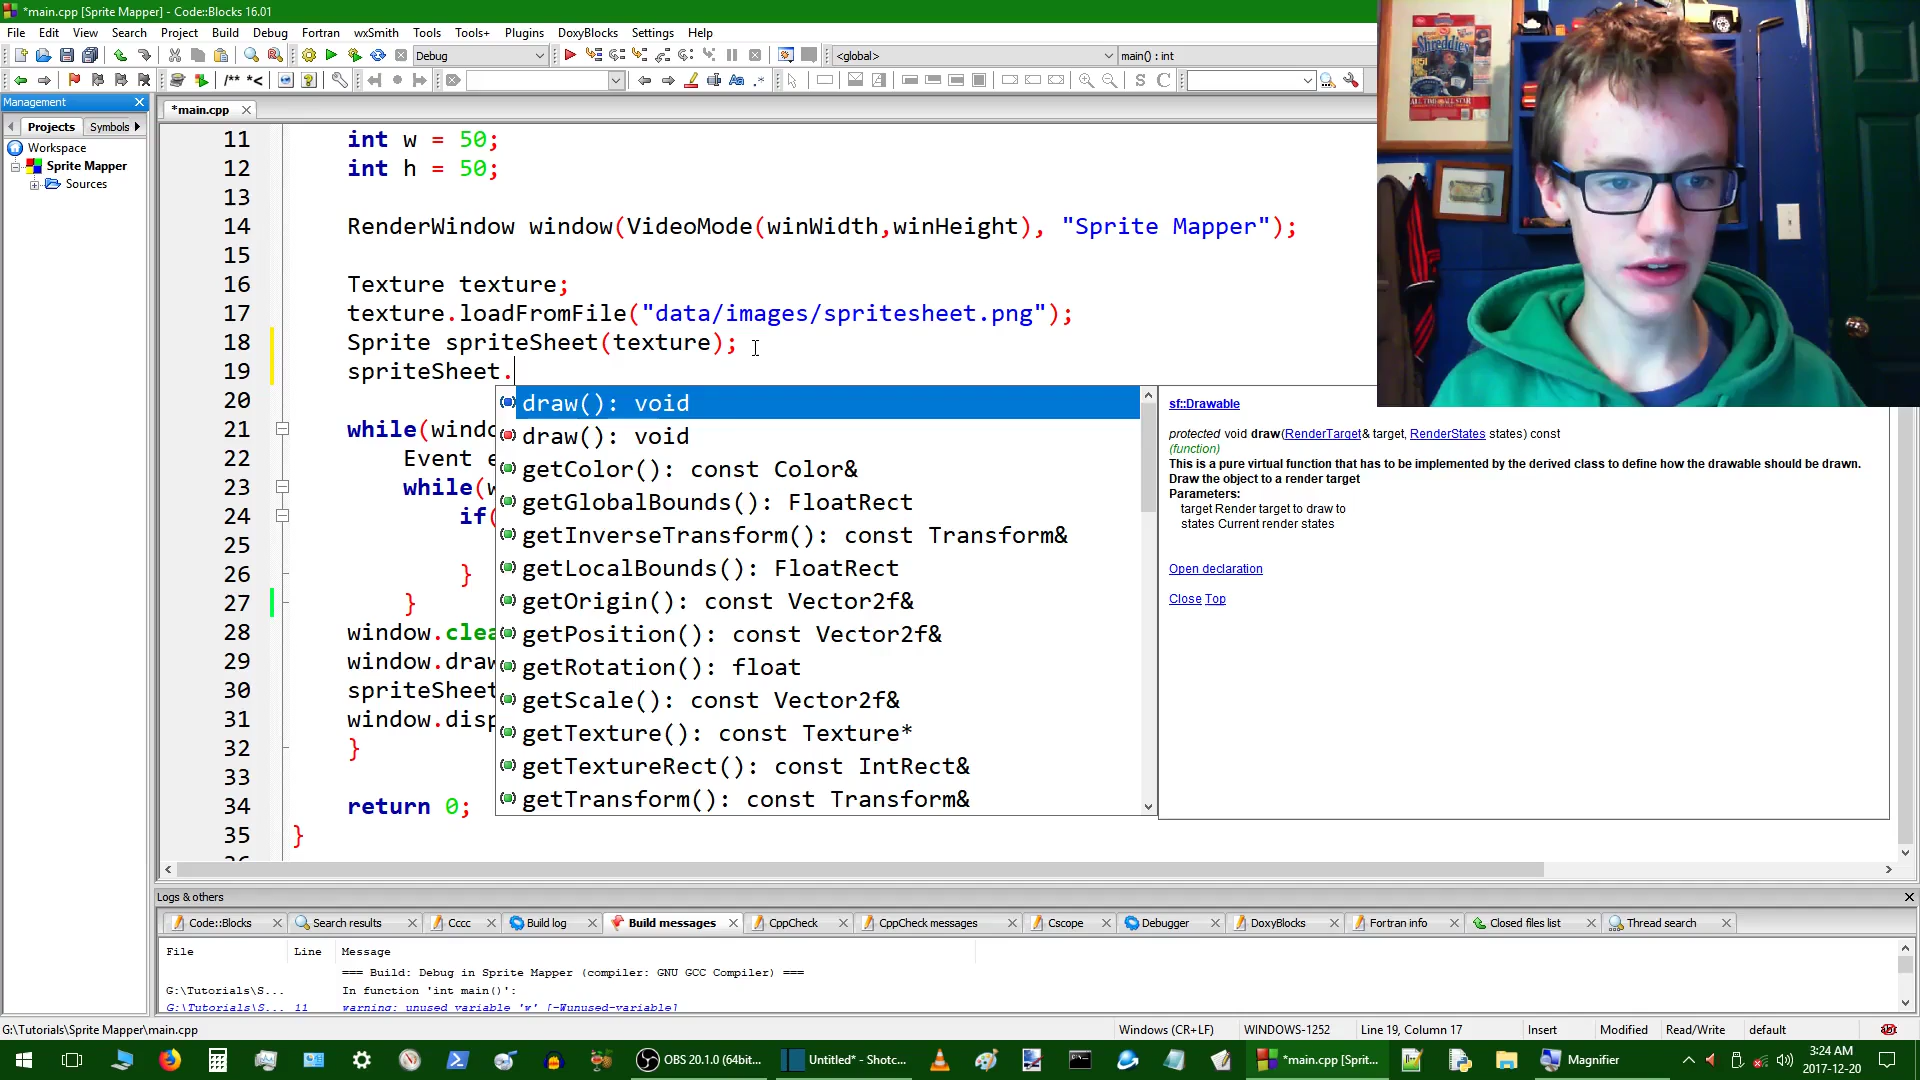 *main.cpp [Sprite Mapper] - Code::Blocks 16.01
File Edit View Search Project Build Debug Fortran wxSmith Tools Tools+ Plugins DoxyBlocks Settings Help
Debug
<global>
main() : int
/** *<
Management
*main.cpp
Projects Symbols
Workspace
Sprite Mapper
Sources
11 int w = 50;
12 int h = 50;
13
14 RenderWindow window(VideoMode(winWidth,winHeight), "Sprite Mapper");
15
16 Texture texture;
17 texture.loadFromFile("data/images/spritesheet.png");
18 Sprite spriteSheet(texture);
19 spriteSheet.
20
21 while(windo
22 Event e
23 while(w
24 if(
25
26 }
27 }
28 window.clea
29 window.draw
30 spriteSheet
31 window.disp
32 }
33
34 return 0;
35 }
draw(): void
draw(): void
getColor(): const Color&
getGlobalBounds(): FloatRect
getInverseTransform(): const Transform&
getLocalBounds(): FloatRect
getOrigin(): const Vector2f&
getPosition(): const Vector2f&
getRotation(): float
getScale(): const Vector2f&
getTexture(): const Texture*
getTextureRect(): const IntRect&
getTransform(): const Transform&
sf::Drawable
protected void draw(RenderTarget& target, RenderStates states) const
(function)
This is a pure virtual function that has to be implemented by the derived class to define how the drawable should be drawn.
Draw the object to a render target
Parameters:
target Render target to draw to
states Current render states
Open declaration
Close Top
Shreddies
Logs & others
Code::Blocks Search results Cccc Build log Build messages CppCheck CppCheck messages Cscope Debugger DoxyBlocks Fortran info Closed files list Thread search
File Line Message
=== Build: Debug in Sprite Mapper (compiler: GNU GCC Compiler) ===
G:\Tutorials\S... In function 'int main()':
G:\Tutorials\S... 11 warning: unused variable 'w' [-Wunused-variable]
G:\Tutorials\Sprite Mapper\main.cpp
Windows (CR+LF) WINDOWS-1252 Line 19, Column 17 Insert Modified Read/Write default
OBS 20.1.0 (64bit...
Untitled* - Shotc...
*main.cpp [Sprit...
Magnifier
3:24 AM
2017-12-20